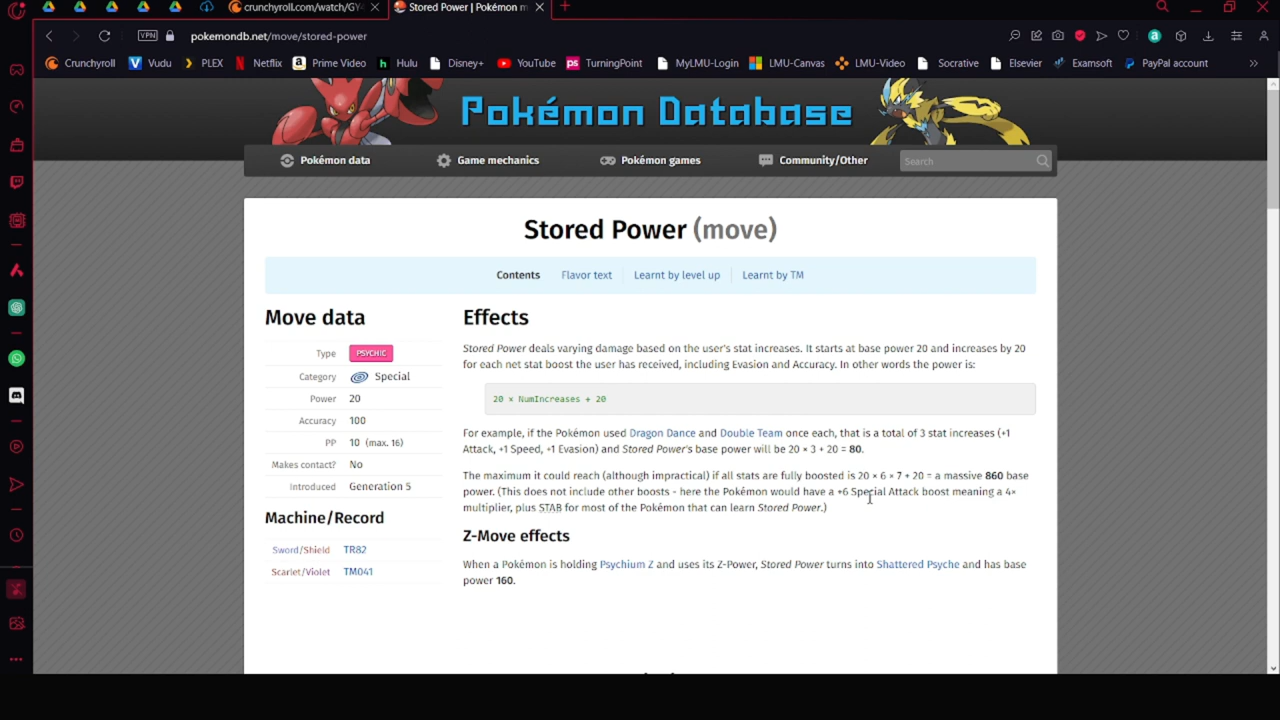 crunchyroll.com/watch/GY
Stored Power | Pokémon m
VPN pokemondb.net/move/stored-power
Crunchyroll Vudu PLEX Netflix Prime Video Hulu Disney+ YouTube TurningPoint MyLMU-Login LMU-Canvas LMU-Video Socrative Elsevier Examsoft PayPal account
Pokémon Database
Pokémon data Game mechanics Pokémon games Community/Other Search
Stored Power (move)
Contents Flavor text Learnt by level up Learnt by TM
Move data
Type PSYCHIC
Category Special
Power 20
Accuracy 100
PP 10 (max. 16)
Makes contact? No
Introduced Generation 5
Machine/Record
Sword/Shield TR82
Scarlet/Violet TM041
Effects
Stored Power deals varying damage based on the user's stat increases. It starts at base power 20 and increases by 20
for each net stat boost the user has received, including Evasion and Accuracy. In other words the power is:
20 × NumIncreases + 20
For example, if the Pokémon used Dragon Dance and Double Team once each, that is a total of 3 stat increases (+1
Attack, +1 Speed, +1 Evasion) and Stored Power's base power will be 20 × 3 + 20 = 80.
The maximum it could reach (although impractical) if all stats are fully boosted is 20 × 6 × 7 + 20 = a massive 860 base
power. (This does not include other boosts - here the Pokémon would have a +6 Special Attack boost meaning a 4×
multiplier, plus STAB for most of the Pokémon that can learn Stored Power.)
Z-Move effects
When a Pokémon is holding Psychium Z and uses its Z-Power, Stored Power turns into Shattered Psyche and has base
power 160.